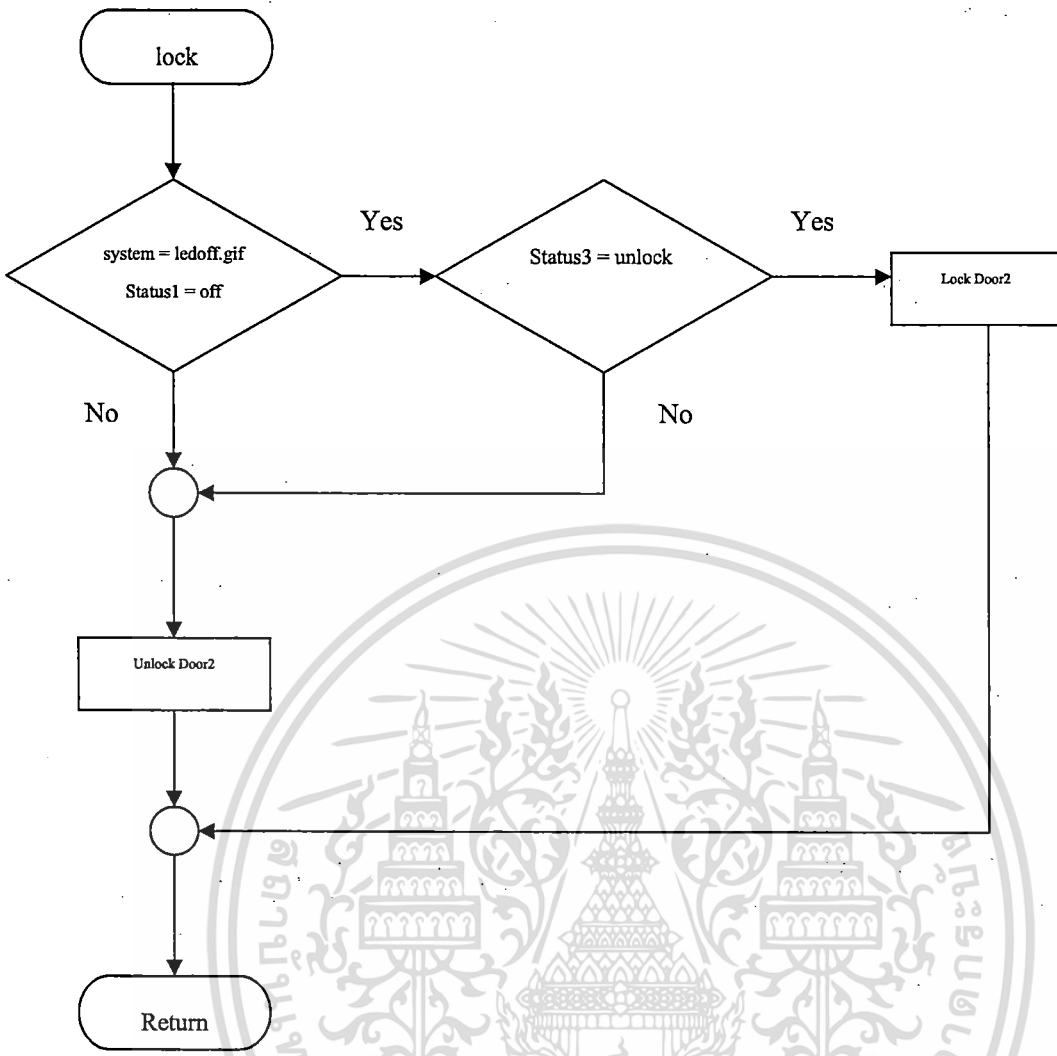 lock
system = ledoff.gif
Status1 = off
Yes
Status3 = unlock
Yes
Lock Door2
No
No
Unlock Door2
Return